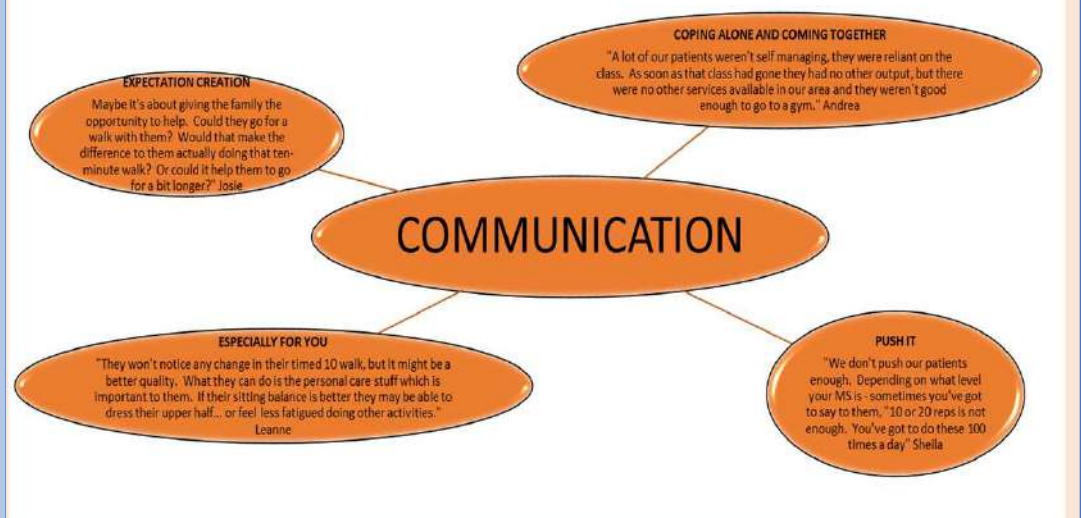 COPING ALONE AND COMING TOGETHER
"A lot of our patients weren't self managing, they were reliant on the
class. As soon as that class had gone they had no other output, but there
were no other services available in our area and they weren't good
enough to go to a gym." Andrea
EXPECTATION CREATION
Maybe it's about giving the family the
opportunity to help. Could they go for a
walk with them? Would that make the
difference to them actually doing that ten-
minute walk? Or could it help them to go
for a bit longer?" Josie
COMMUNICATION
ESPECIALLY FOR YOU
"They won't notice any change in their timed 10 walk, but it might be a
better quality. What they can do is the personal care stuff which is
important to them. If their sitting balance is better they may be able to
dress their upper half... or feel less fatigued doing other activities."
Leanne
PUSH IT
"We don't push our patients
enough. Depending on what level
your MS is - sometimes you've got
to say to them, "10 or 20 reps is not
enough. You've got to do these 100
times a day" Sheila